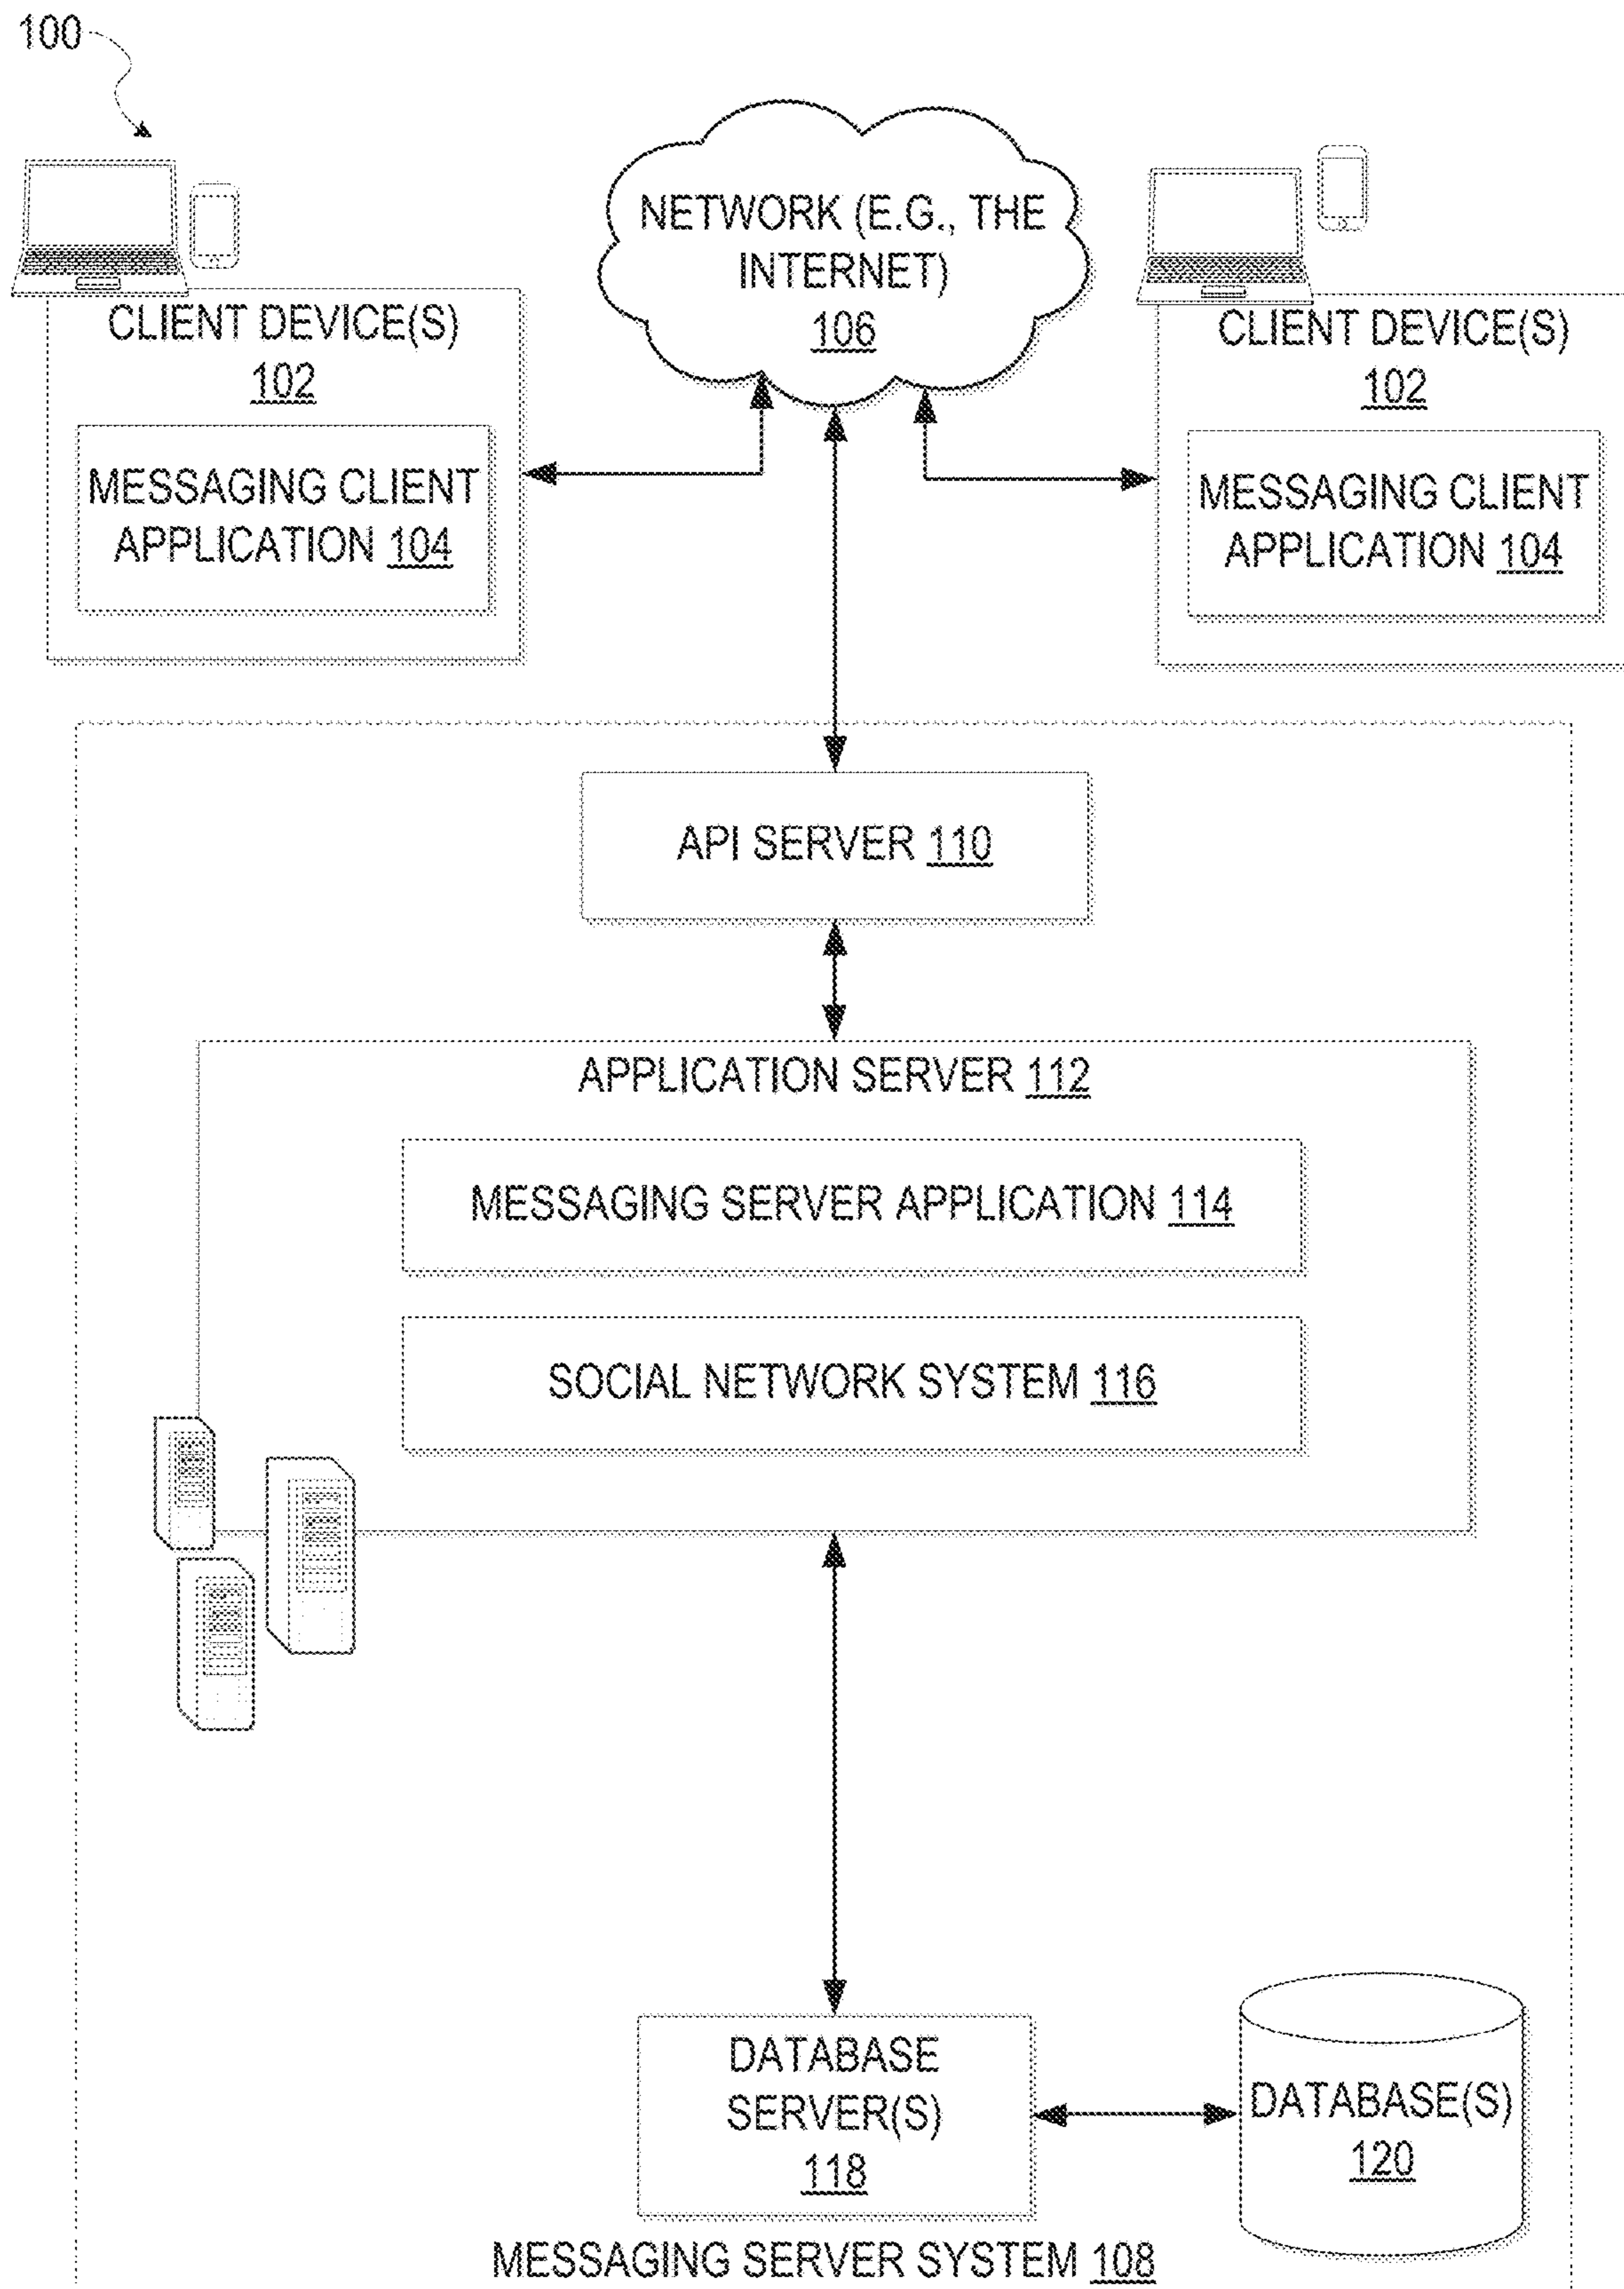 100
NETWORK (E.G., THE
INTERNET)
106
CLIENT DEVICE(S)
102
MESSAGING CLIENT
APPLICATION 104
CLIENT DEVICE(S)
102
MESSAGING CLIENT
APPLICATION 104
API SERVER 110
APPLICATION SERVER 112
MESSAGING SERVER APPLICATION 114
SOCIAL NETWORK SYSTEM 116
DATABASE
SERVER(S)
118
DATABASE(S)
120
MESSAGING SERVER SYSTEM 108